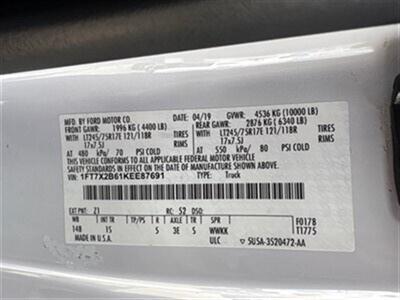 MFD. BY FORD MOTOR CO.
DATE: 04/19 GVWR: 4536 KG (10000 LB)
FRONT GAWR: 1996 KG (4400 LB) REAR GAWR: 2876 KG (6340 LB)
LT245/75R17E 121/118R TIRES LT245/75R17E 121/118R TIRES
17x7.5J RIMS 17x7.5J RIMS
AT 480 kPa/ 70 PSI COLD AT 550 kPa/ 80 PSI COLD
THIS VEHICLE CONFORMS TO ALL APPLICABLE FEDERAL MOTOR VEHICLE
SAFETY STANDARDS IN EFFECT ON THE DATE OF MANUFACTURE SHOWN ABOVE.
VIN: 1FT7X2B61KEE87691 TYPE: Truck
EXT PNT: Z1 RC: 52 DSO:
WB INT TR TP/PS R AXLE TR SPR F0178
148 15 5 3E 5 WWKK T1775
MADE IN U.S.A. ULC 5U5A-3520472-AA